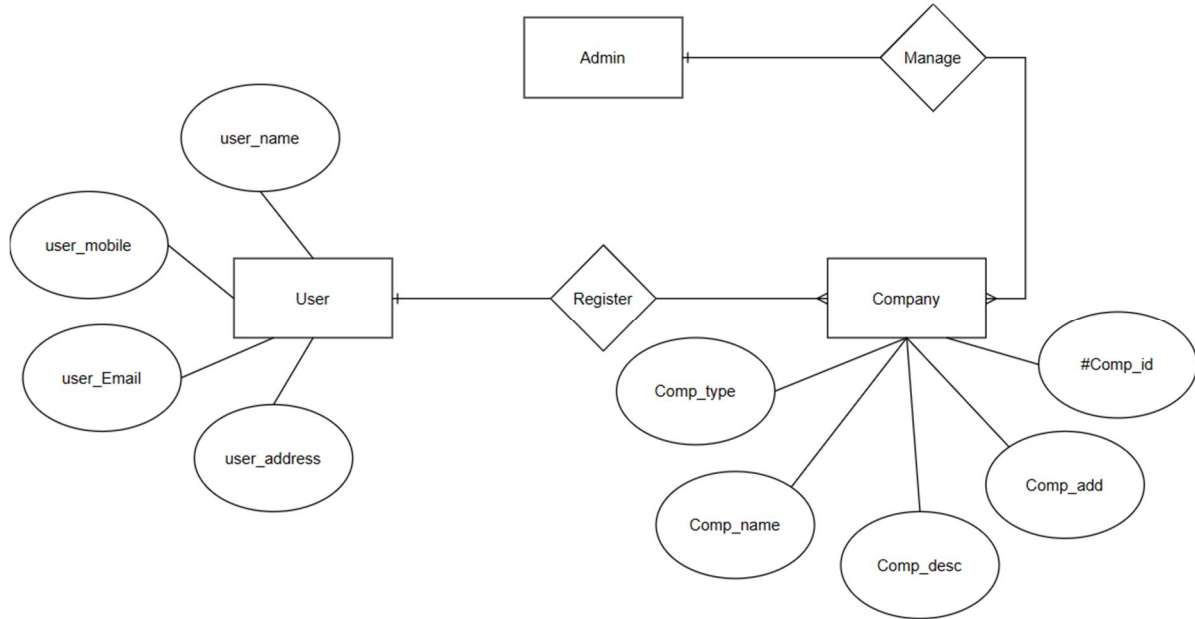 Admin
Manage
user_name
user_mobile
User
Register
Company
user_Email
user_address
Comp_type
#Comp_id
Comp_name
Comp_desc
Comp_add